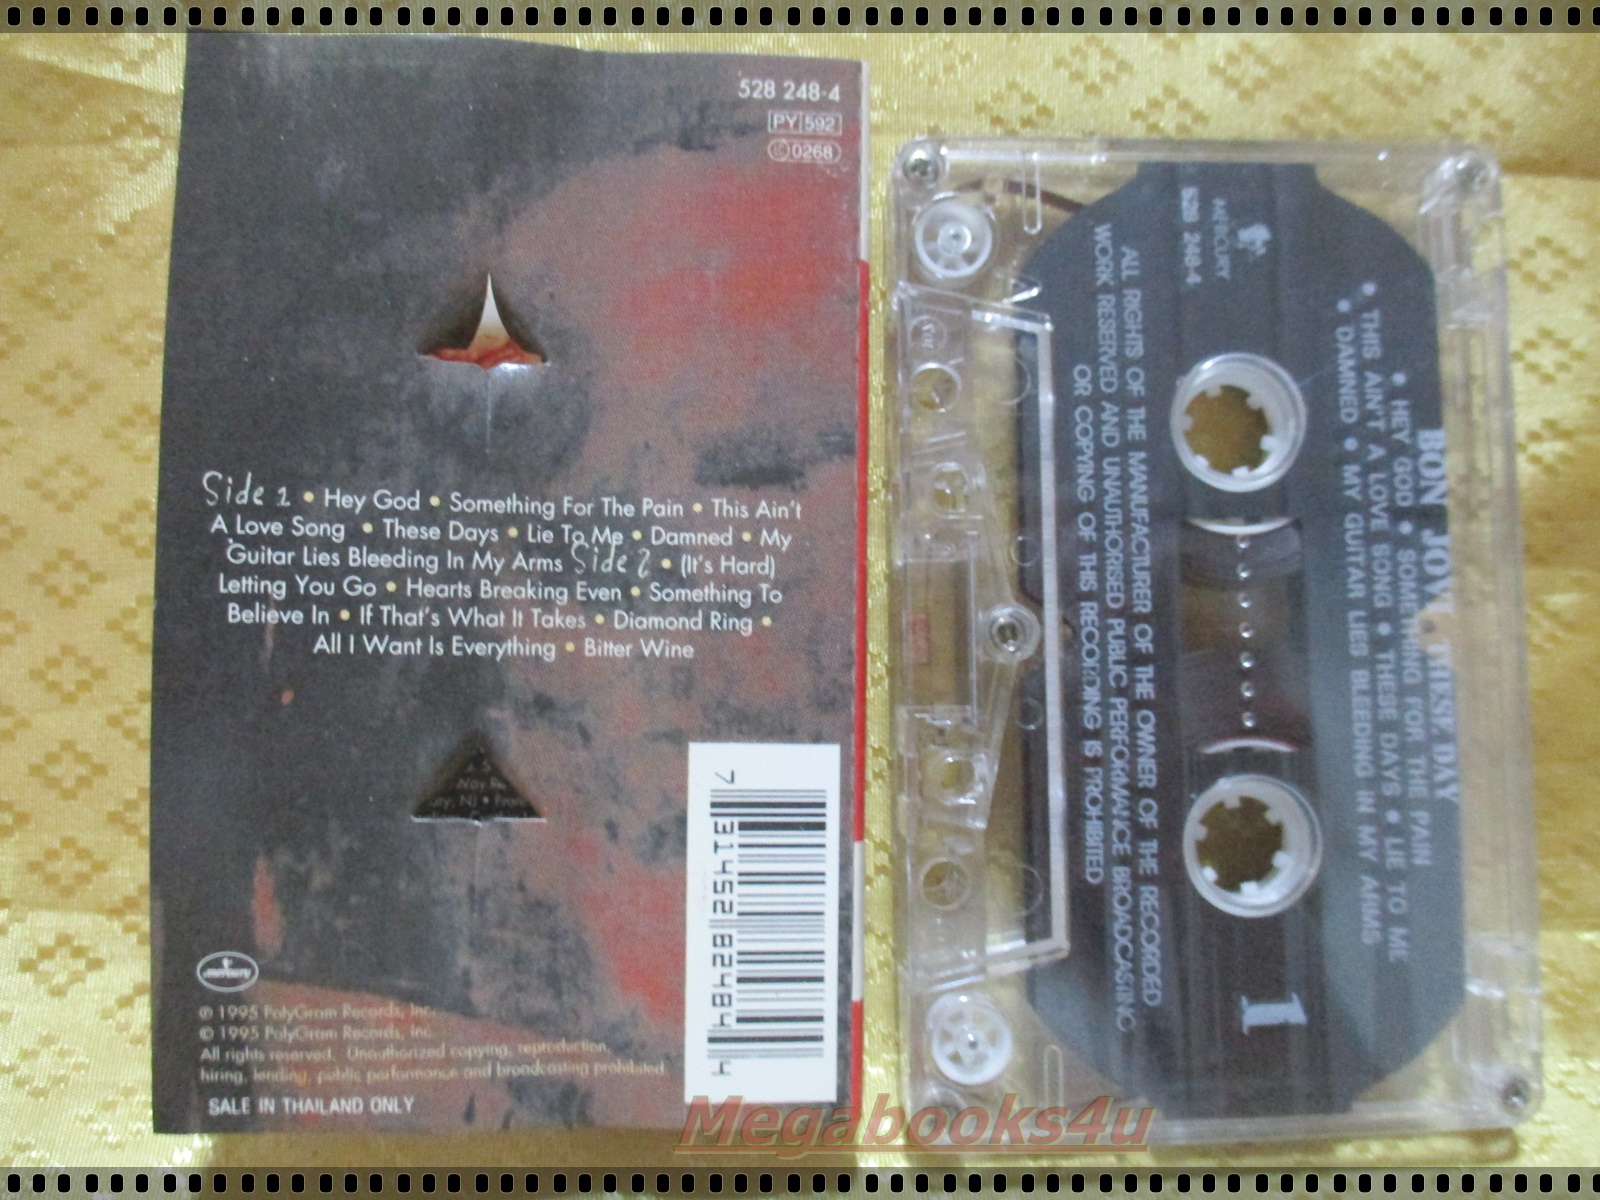 528 248-4
PY 592
LC 0268
Side 1 • Hey God • Something For The Pain • This Ain't
A Love Song • These Days • Lie To Me • Damned • My
Guitar Lies Bleeding In My Arms Side 2 • (It's Hard)
Letting You Go • Hearts Breaking Even • Something To
Believe In • If That's What It Takes • Diamond Ring •
All I Want Is Everything • Bitter Wine
7 31452 82484 4
mercury
℗ 1995 PolyGram Records, Inc.
© 1995 PolyGram Records, Inc.
All rights reserved. Unauthorized copying, reproduction,
hiring, lending, public performance and broadcasting prohibited.
SALE IN THAILAND ONLY
BON JOVI • THESE DAY
• HEY GOD • SOMETHING FOR THE PAIN
• THIS AIN'T A LOVE SONG • THESE DAYS • LIE TO ME
• DAMNED • MY GUITAR LIES BLEEDING IN MY ARMS
MERCURY
528 248-4
1
ALL RIGHTS OF THE MANUFACTURER OF THE OWNER OF THE RECORDED
WORK RESERVED AND UNAUTHORISED PUBLIC PERFORMANCE BROADCASTING
OR COPYING OF THIS RECORDING IS PROHIBITED
Megabooks4u